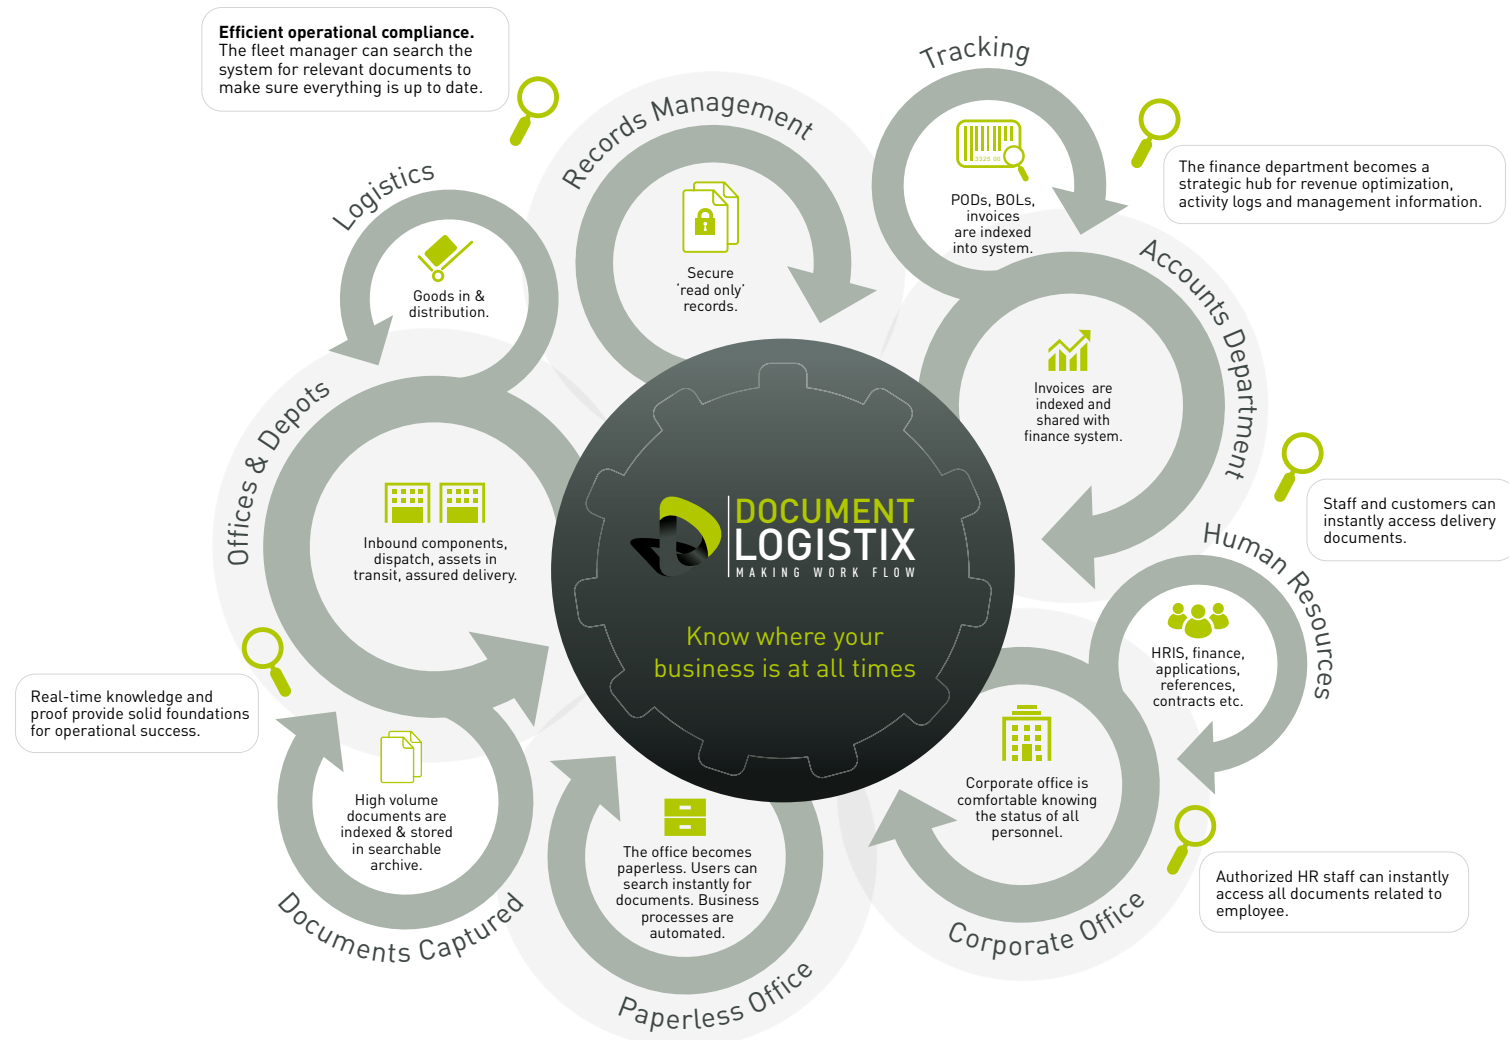 Efficient operational compliance.
The fleet manager can search the
system for relevant documents to
make sure everything is up to date.
Tracking
3325 00
PODs, BOLs,
invoices
are indexed
into system.
The finance department becomes a
strategic hub for revenue optimization,
activity logs and management information.
Records Management
Secure
‘read only’
records.
Logistics
Goods in &
distribution.
Accounts Department
Invoices are
indexed and
shared with
finance system.
Offices & Depots
Inbound components,
dispatch, assets in
transit, assured delivery.
DOCUMENT
LOGISTIX
MAKING WORK FLOW
Know where your
business is at all times
Staff and customers can
instantly access delivery
documents.
Human Resources
HRIS, finance,
applications,
references,
contracts etc.
Real-time knowledge and
proof provide solid foundations
for operational success.
High volume
documents are
indexed & stored
in searchable
archive.
Documents Captured
The office becomes
paperless. Users can
search instantly for
documents. Business
processes are
automated.
Paperless Office
Corporate office is
comfortable knowing
the status of all
personnel.
Corporate Office
Authorized HR staff can instantly
access all documents related to
employee.